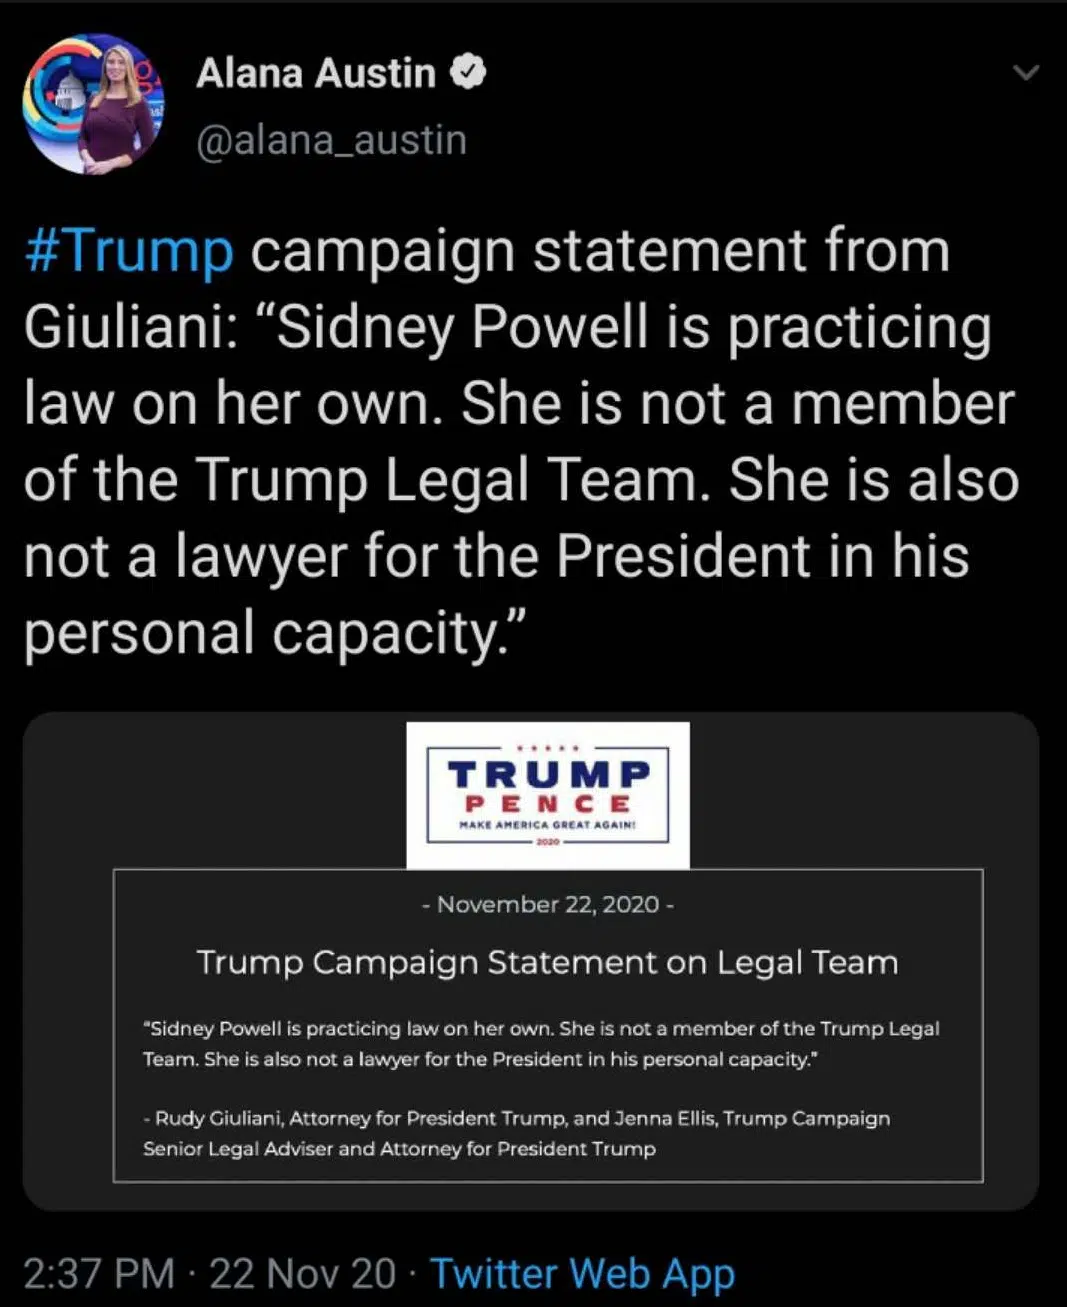 Alana Austin
@alana_austin
#Trump campaign statement from
Giuliani: “Sidney Powell is practicing
law on her own. She is not a member
of the Trump Legal Team. She is also
not a lawyer for the President in his
personal capacity.”
TRUMP
PENCE
MAKE AMERICA GREAT AGAIN!
2020
- November 22, 2020 -
Trump Campaign Statement on Legal Team
"Sidney Powell is practicing law on her own. She is not a member of the Trump Legal
Team. She is also not a lawyer for the President in his personal capacity."
- Rudy Giuliani, Attorney for President Trump, and Jenna Ellis, Trump Campaign
Senior Legal Adviser and Attorney for President Trump
2:37 PM · 22 Nov 20 · Twitter Web App